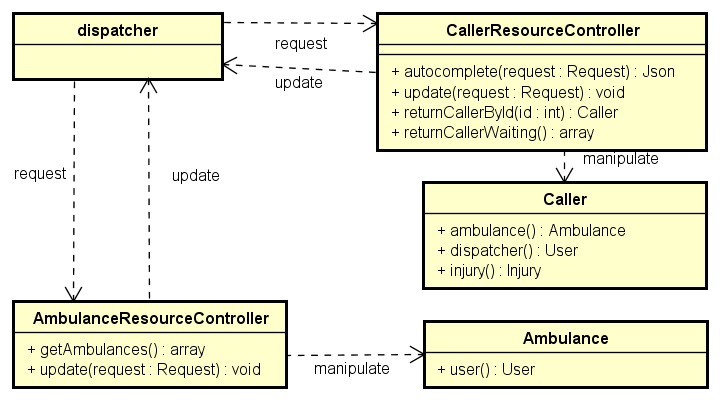 dispatcher
request
update
CallerResourceController
+ autocomplete(request : Request) : Json
+ update(request : Request) : void
+ returnCallerById(id : int) : Caller
+ returnCallerWaiting() : array
manipulate
Caller
+ ambulance() : Ambulance
+ dispatcher() : User
+ injury() : Injury
request
update
AmbulanceResourceController
+ getAmbulances() : array
+ update(request : Request) : void
manipulate
Ambulance
+ user() : User